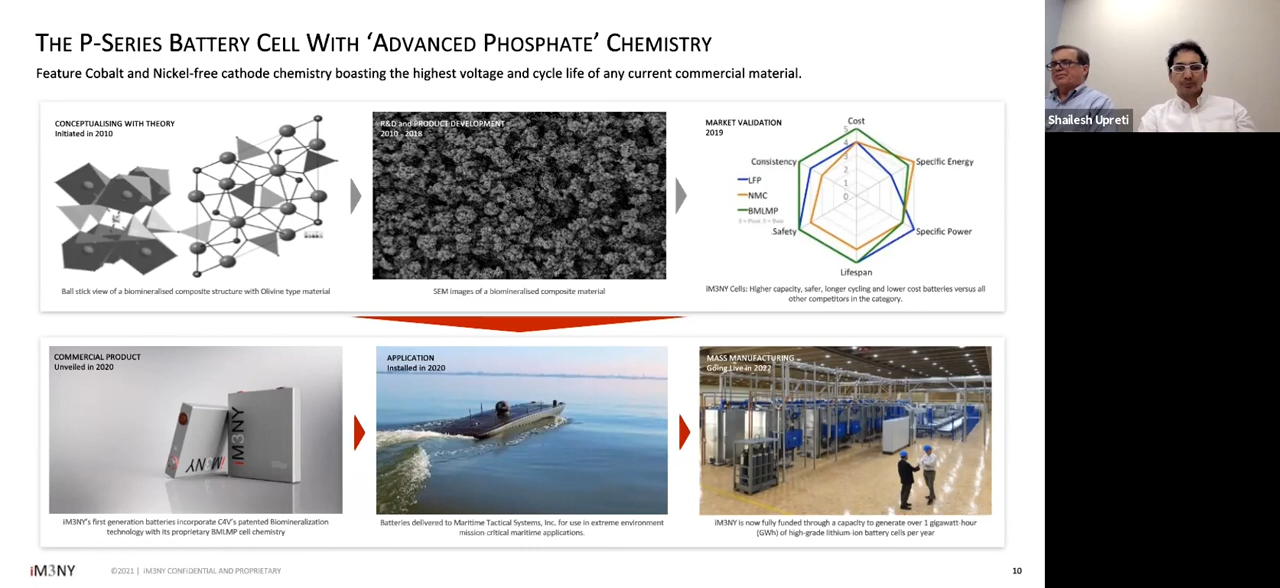 THE P-SERIES BATTERY CELL WITH ‘ADVANCED PHOSPHATE’ CHEMISTRY
Feature Cobalt and Nickel-free cathode chemistry boasting the highest voltage and cycle life of any current commercial material.
Shailesh Upreti
CONCEPTUALISING WITH THEORY
Initiated in 2010
Ball stick view of a biomineralised composite structure with Olivine type material
R&D and PRODUCT DEVELOPMENT
2010 - 2018
SEM images of a biomineralised composite material
MARKET VALIDATION
2019
Cost
Specific Energy
Specific Power
Lifespan
Safety
Consistency
5
4
3
2
1
0
LFP
NMC
BMLMP
iM3NY Cells: Higher capacity, safer, longer cycling and lower cost batteries versus all
other competitors in the category.
COMMERCIAL PRODUCT
Unveiled in 2020
iM3NY
iM3NY
iM3NY's first generation batteries incorporate C4V's patented Biomineralization
technology with its proprietary BMLMP cell chemistry
APPLICATION
Installed in 2020
Batteries delivered to Maritime Tactical Systems, Inc. for use in extreme environment
mission-critical maritime applications.
MASS MANUFACTURING
Going Live in 2022
iM3NY is now fully funded through a capacity to generate over 1 gigawatt-hour
(GWh) of high-grade lithium-ion battery cells per year
iM3NY
©2021 | iM3NY CONFIDENTIAL AND PROPRIETARY
10